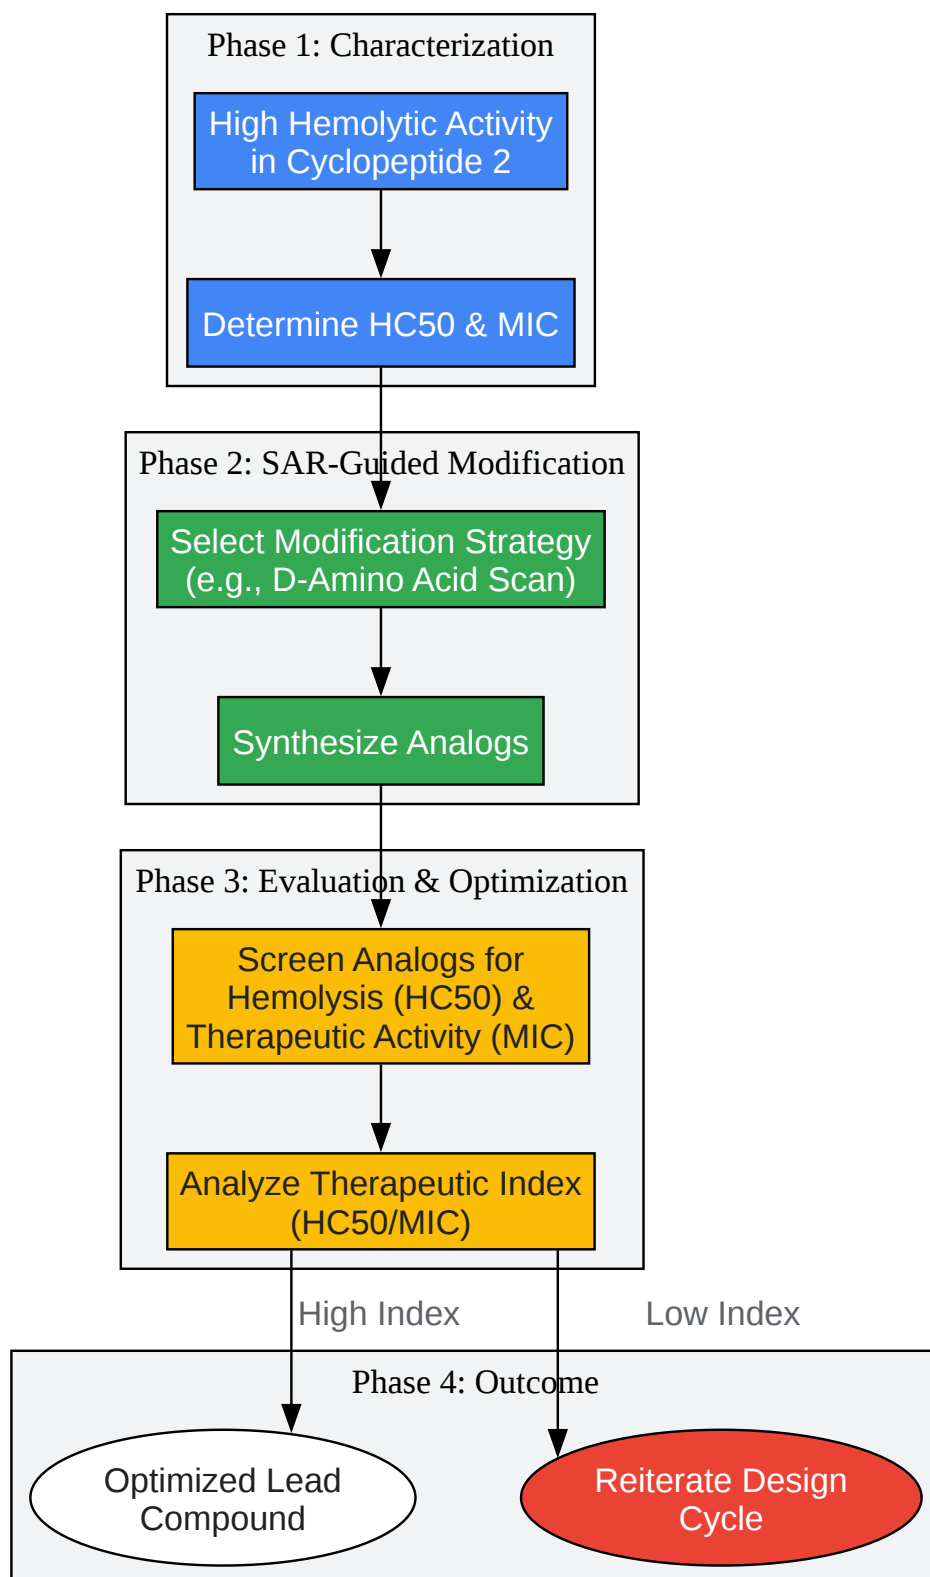 Phase 1: Characterization
High Hemolytic Activity
in Cyclopeptide 2
Determine HC50 & MIC
Phase 2: SAR-Guided Modification
Select Modification Strategy
(e.g., D-Amino Acid Scan)
Synthesize Analogs
Phase 3: Evaluation & Optimization
Screen Analogs for
Hemolysis (HC50) &
Therapeutic Activity (MIC)
Analyze Therapeutic Index
(HC50/MIC)
High Index
Low Index
Phase 4: Outcome
Optimized Lead
Compound
Reiterate Design
Cycle